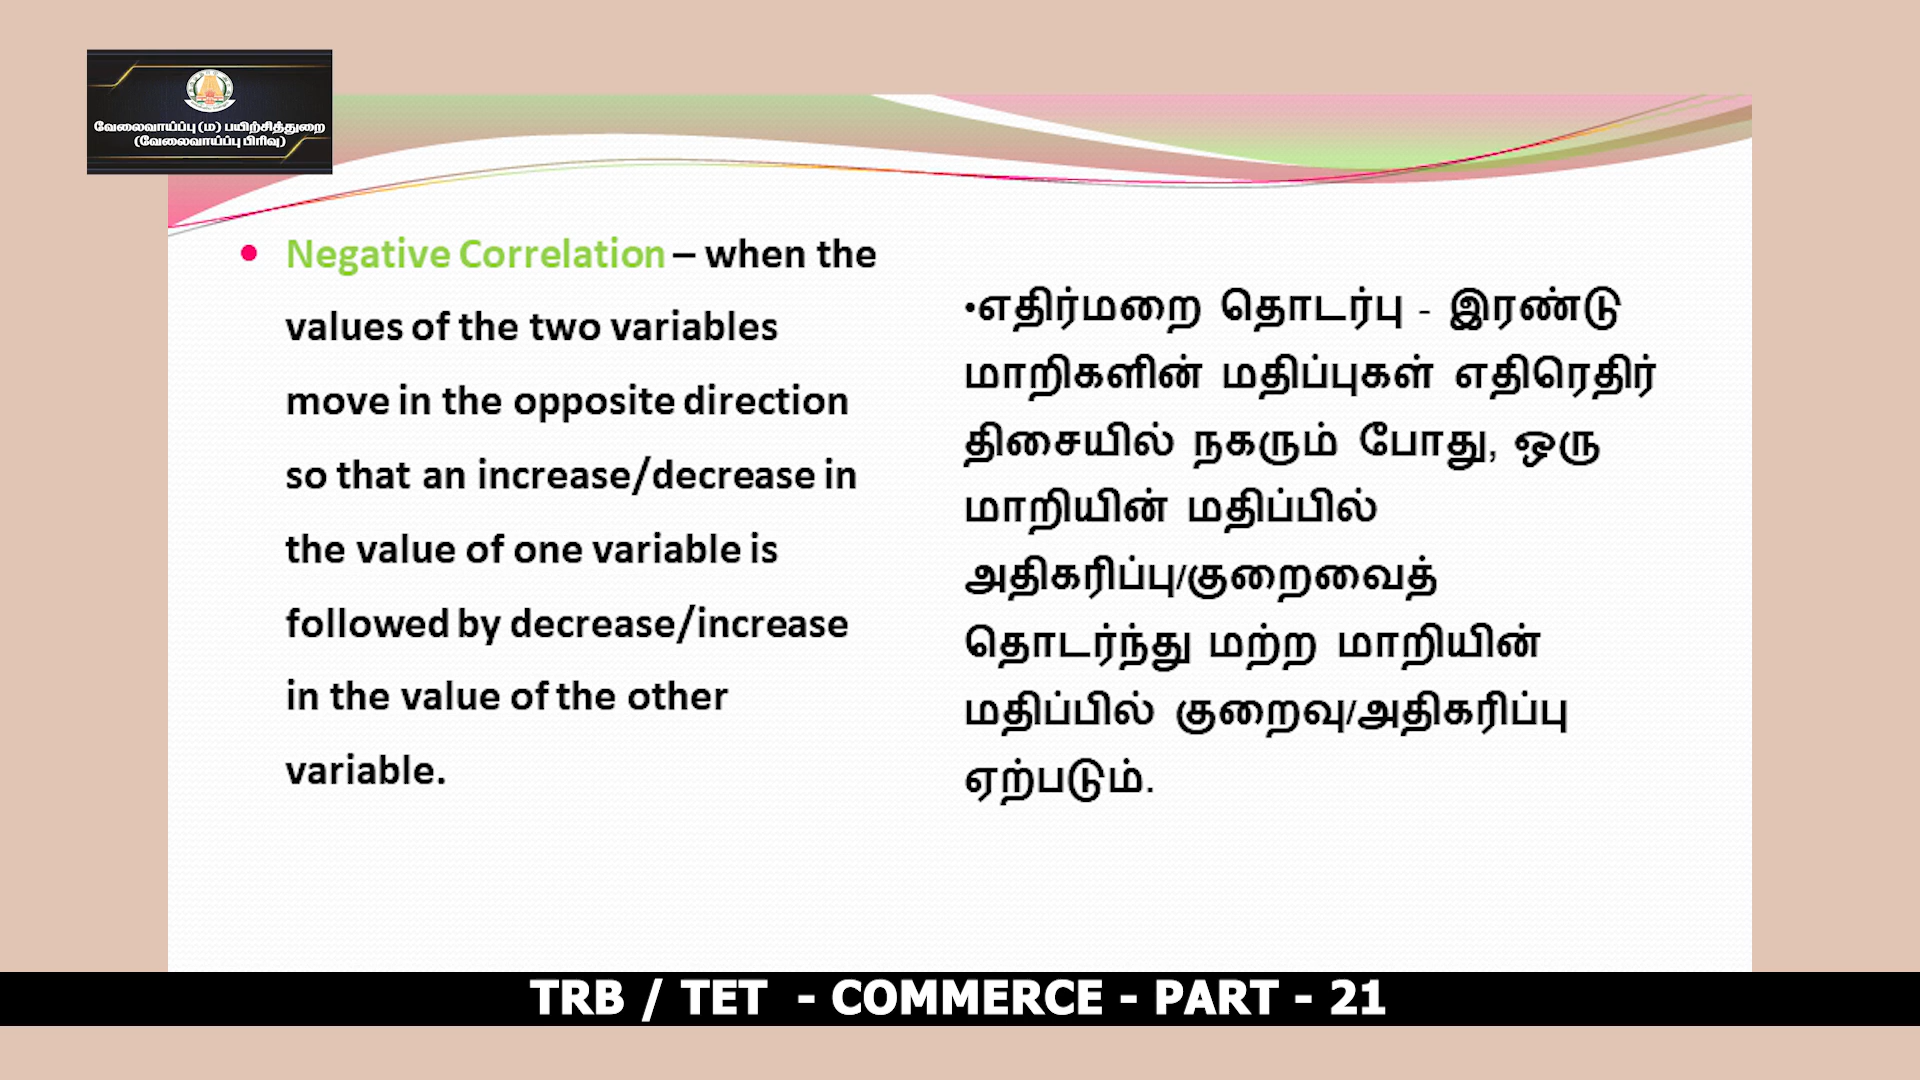 வேலைவாய்ப்பு (ம) பயிற்சித்துறை
(வேலைவாய்ப்பு பிரிவு)
• Negative Correlation – when the
values of the two variables
move in the opposite direction
so that an increase/decrease in
the value of one variable is
followed by decrease/increase
in the value of the other
variable.
•எதிர்மறை தொடர்பு - இரண்டு
மாறிகளின் மதிப்புகள் எதிரெதிர்
திசையில் நகரும் போது, ஒரு
மாறியின் மதிப்பில்
அதிகரிப்பு/குறைவைத்
தொடர்ந்து மற்ற மாறியின்
மதிப்பில் குறைவு/அதிகரிப்பு
ஏற்படும்.
TRB / TET - COMMERCE - PART - 21